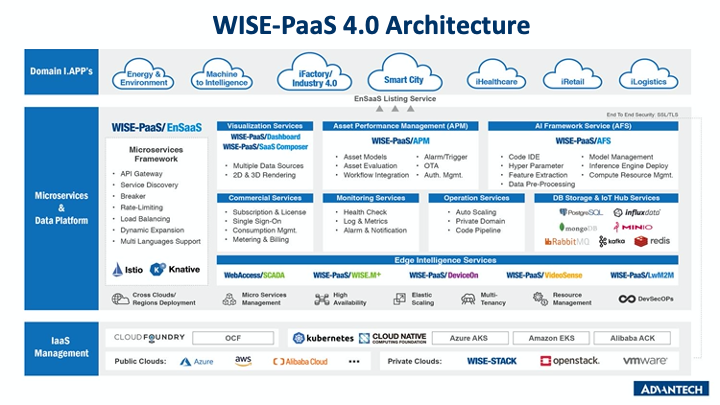 WISE-PaaS 4.0 Architecture
Domain I.APP's
Energy &
Environment
Machine
to Intelligence
iFactory/
Industry 4.0
Smart City
iHealthcare
iRetail
iLogistics
EnSaaS Listing Service
End To End Security: SSL/TLS
Microservices
&
Data Platform
WISE-PaaS/EnSaaS
Microservices
Framework
• API Gateway
• Service Discovery
• Breaker
• Rate-Limiting
• Load Balancing
• Dynamic Expansion
• Multi Languages Support
Istio
Knative
Visualization Services
WISE-PaaS/Dashboard
WISE-PaaS/SaaS Composer
• Multiple Data Sources
• 2D & 3D Rendering
Asset Performance Management (APM)
WISE-PaaS/APM
• Asset Models
• Asset Evaluation
• Workflow Integration
• Alarm/Trigger
• OTA
• Auth. Mgmt.
AI Framework Service (AFS)
WISE-PaaS/AFS
• Code IDE
• Hyper Parameter
• Feature Extraction
• Data Pre-Processing
• Model Management
• Inference Engine Deploy
• Compute Resource Mgmt.
Commercial Services
• Subscription & License
• Single Sign-On
• Consumption Mgmt.
• Metering & Billing
Monitoring Services
• Health Check
• Log & Metrics
• Alarm & Notification
Operation Services
• Auto Scaling
• Private Domain
• Code Pipeline
DB Storage & IoT Hub Services
PostgreSQL
influxdata
mongoDB
MINIO
RabbitMQ
kafka
redis
Edge Intelligence Services
WebAccess/SCADA
WISE-PaaS/WISE.M+
WISE-PaaS/DeviceOn
WISE-PaaS/VideoSense
WISE-PaaS/LwM2M
Cross Clouds/
Regions Deployment
Micro Services
Management
High
Availability
Elastic
Scaling
Multi-
Tenancy
Resource
Management
DevSecOPs
IaaS
Management
CLOUD FOUNDRY
OCF
kubernetes
CLOUD NATIVE
COMPUTING FOUNDATION
Azure AKS
Amazon EKS
Alibaba ACK
Public Clouds:
Azure
aws
Alibaba Cloud
•••
Private Clouds:
WISE-STACK
openstack.
vmware
ADVANTECH